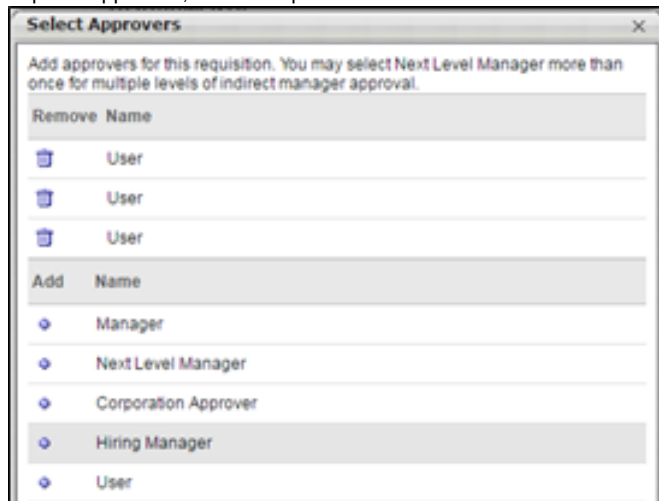 Select Approvers
Add approvers for this requisition. You may select Next Level Manager more than
once for multiple levels of indirect manager approval.
Remove Name
User
User
User
Add Name
Manager
Next Level Manager
Corporation Approver
Hiring Manager
User